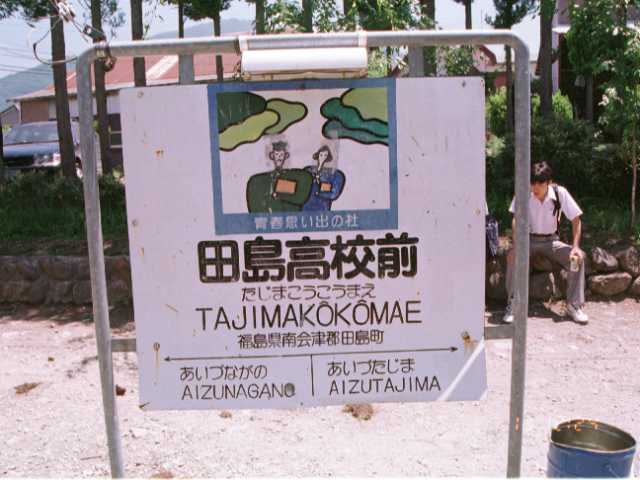 青春思い出の杜
田島高校前
たじまこうこうまえ
TAJIMAKŌKŌMAE
福島県南会津郡田島町
あいづながの
AIZUNAGANO
あいづたじま
AIZUTAJIMA